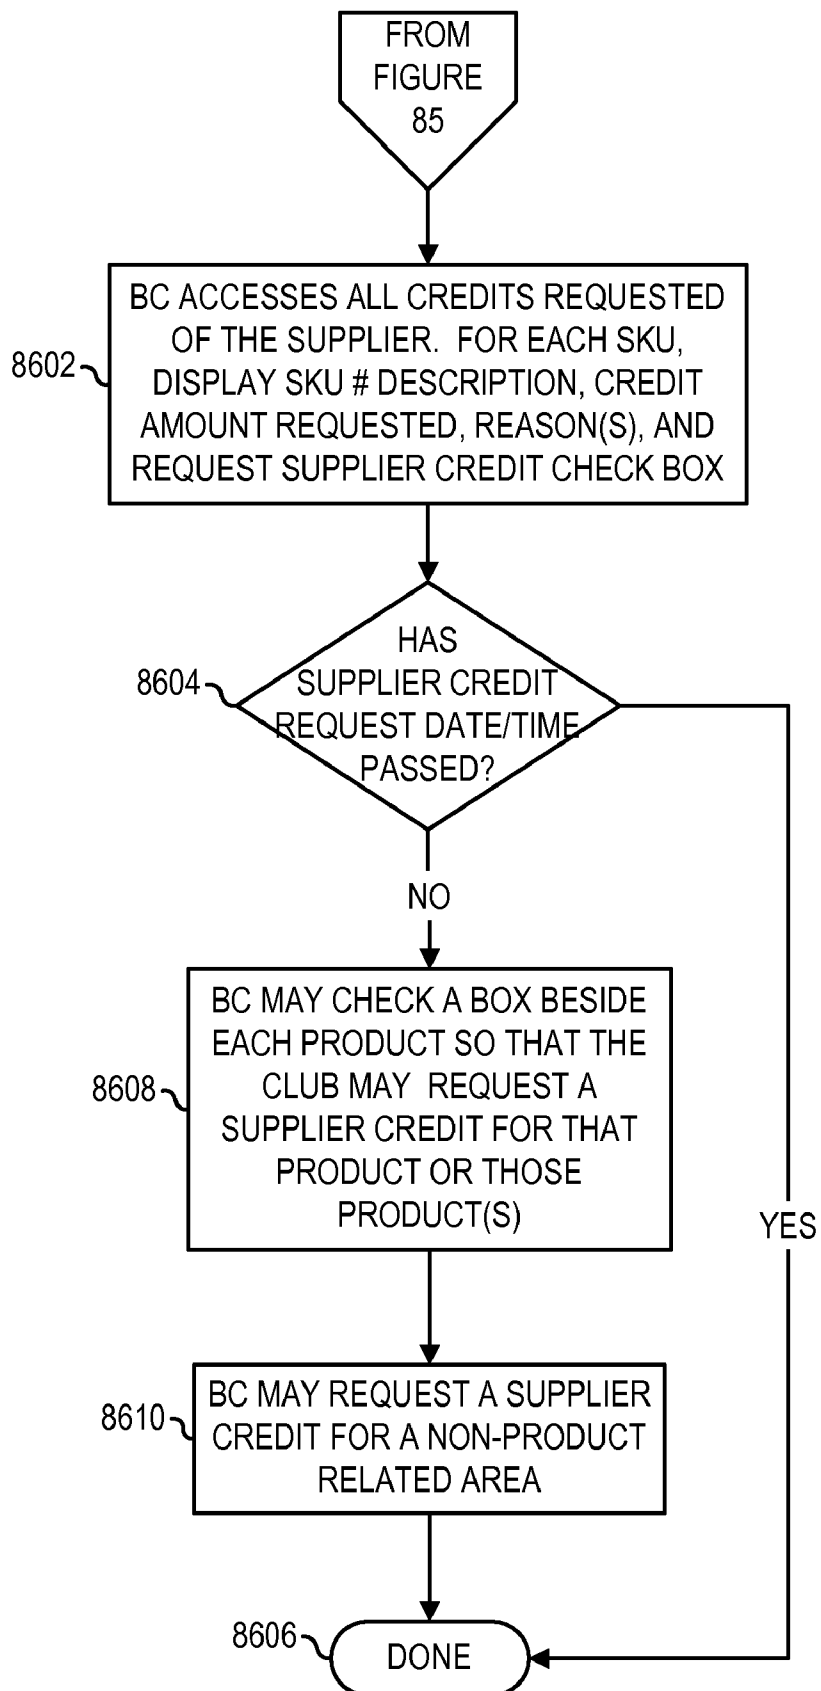 FROM
FIGURE
85
BC ACCESSES ALL CREDITS REQUESTED
OF THE SUPPLIER. FOR EACH SKU,
DISPLAY SKU # DESCRIPTION, CREDIT
AMOUNT REQUESTED, REASON(S), AND
REQUEST SUPPLIER CREDIT CHECK BOX
8602
HAS
SUPPLIER CREDIT
REQUEST DATE/TIME
PASSED?
8604
NO
BC MAY CHECK A BOX BESIDE
EACH PRODUCT SO THAT THE
CLUB MAY REQUEST A
SUPPLIER CREDIT FOR THAT
PRODUCT OR THOSE
PRODUCT(S)
8608
YES
BC MAY REQUEST A SUPPLIER
CREDIT FOR A NON-PRODUCT
RELATED AREA
8610
8606
DONE